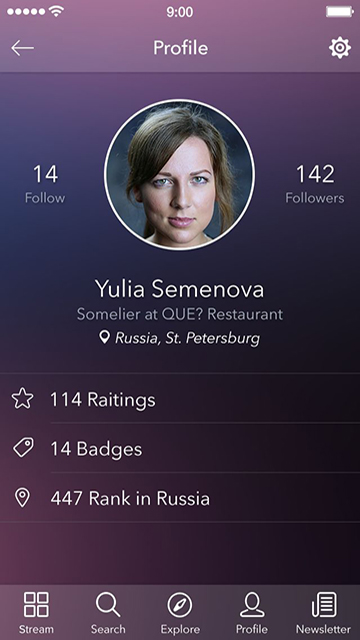 9:00
Profile
14
Follow
142
Followers
Yulia Semenova
Somelier at QUE? Restaurant
Russia, St. Petersburg
114 Raitings
14 Badges
447 Rank in Russia
Stream
Search
Explore
Profile
Newsletter